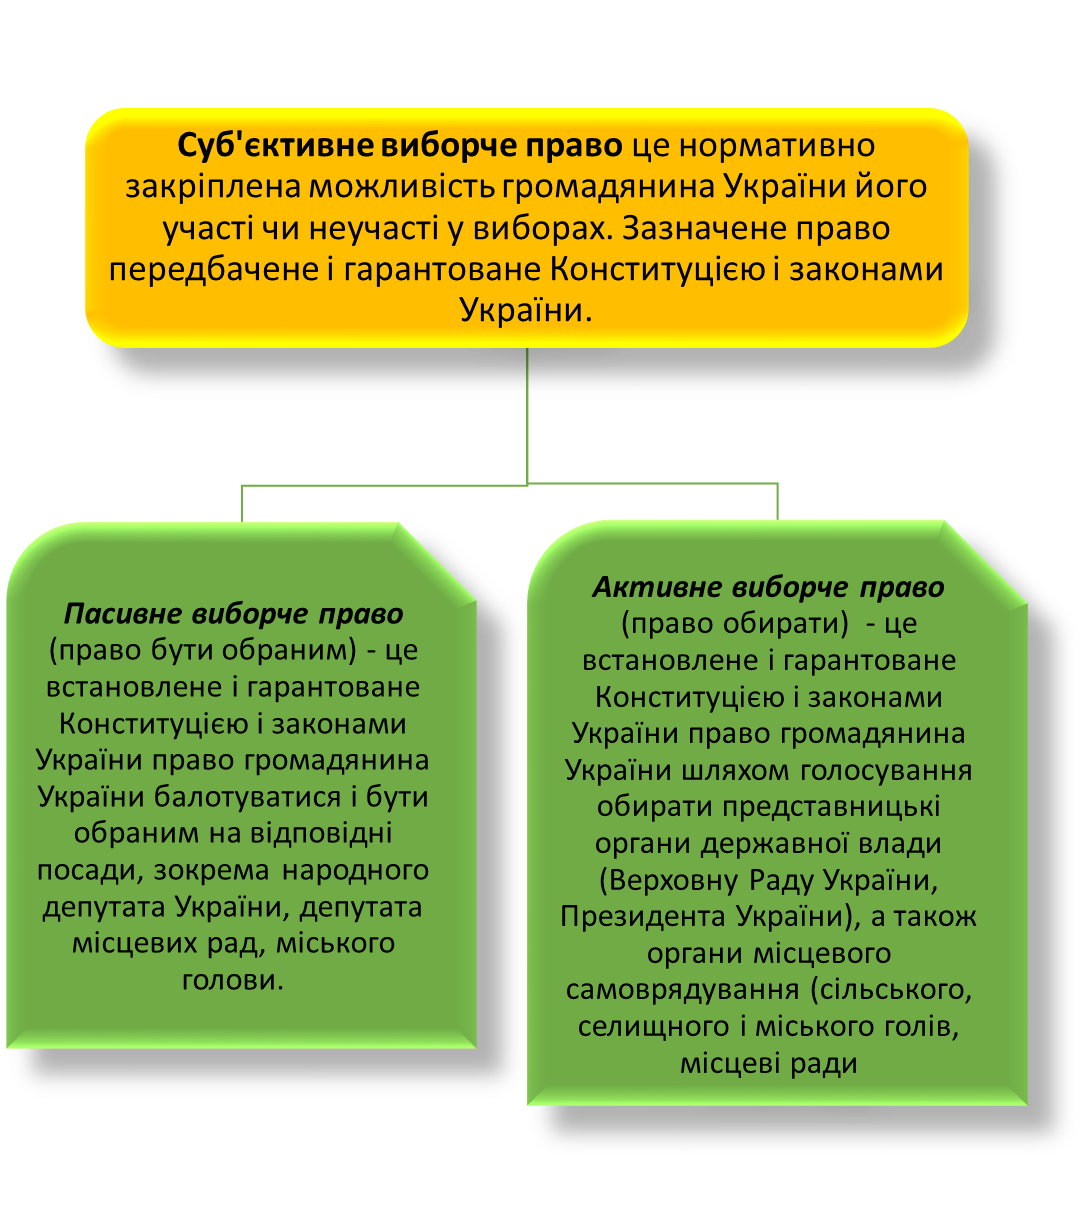 Суб'єктивне виборче право це нормативно
закріплена можливість громадянина України його
участі чи неучасті у виборах. Зазначене право
передбачене і гарантоване Конституцією і законами
України.
Пасивне виборче право
(право бути обраним) - це
встановлене і гарантоване
Конституцією і законами
України право громадянина
України балотуватися і бути
обраним на відповідні
посади, зокрема народного
депутата України, депутата
місцевих рад, міського
голови.
Активне виборче право
(право обирати) - це
встановлене і гарантоване
Конституцією і законами
України право громадянина
України шляхом голосування
обирати представницькі
органи державної влади
(Верховну Раду України,
Президента України), а також
органи місцевого
самоврядування (сільського,
селищного і міського голів,
місцеві ради